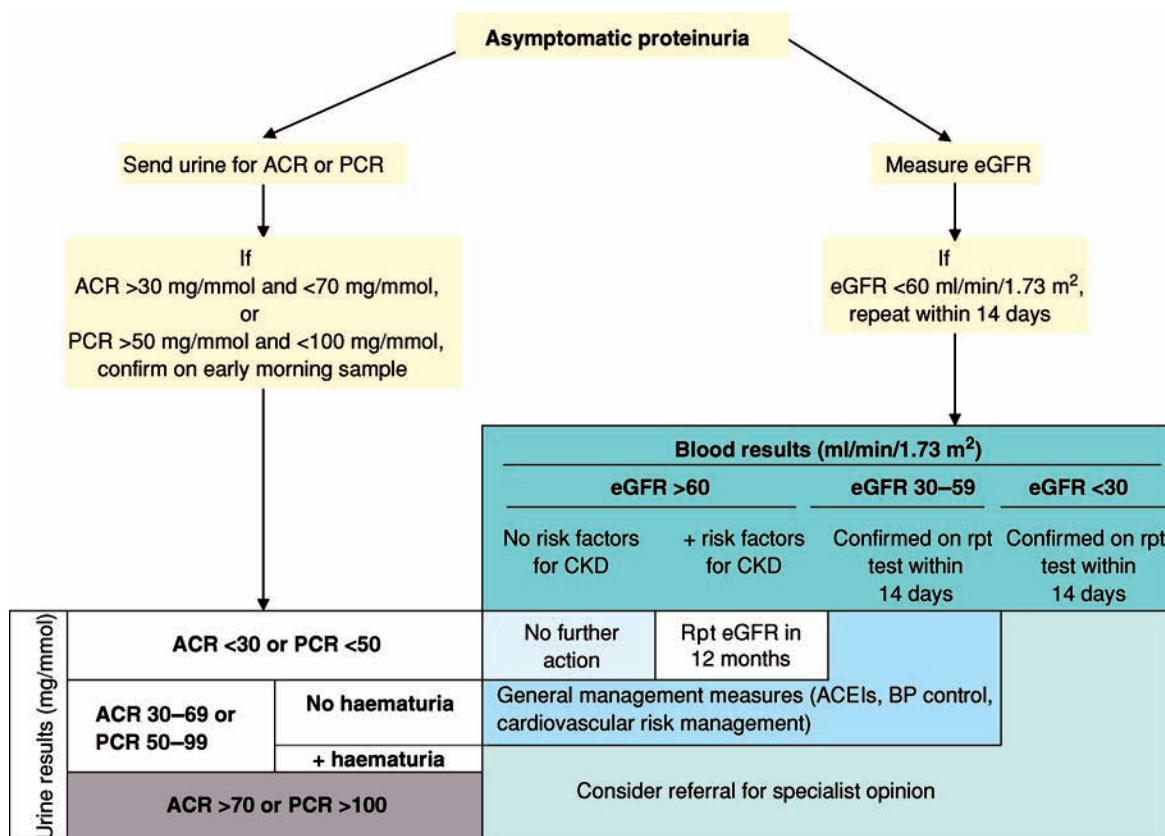 Asymptomatic proteinuria
Send urine for ACR or PCR
Measure eGFR
If
ACR >30 mg/mmol and <70 mg/mmol,
or
PCR >50 mg/mmol and <100 mg/mmol,
confirm on early morning sample
If
eGFR <60 ml/min/1.73 m²,
repeat within 14 days
Blood results (ml/min/1.73 m²)
eGFR >60
eGFR 30–59
eGFR <30
No risk factors
for CKD
+ risk factors
for CKD
Confirmed on rpt
test within
14 days
Confirmed on rpt
test within
14 days
Urine results (mg/mmol)
ACR <30 or PCR <50
No further
action
Rpt eGFR in
12 months
ACR 30–69 or
PCR 50–99
No haematuria
General management measures (ACEIs, BP control,
cardiovascular risk management)
+ haematuria
ACR >70 or PCR >100
Consider referral for specialist opinion